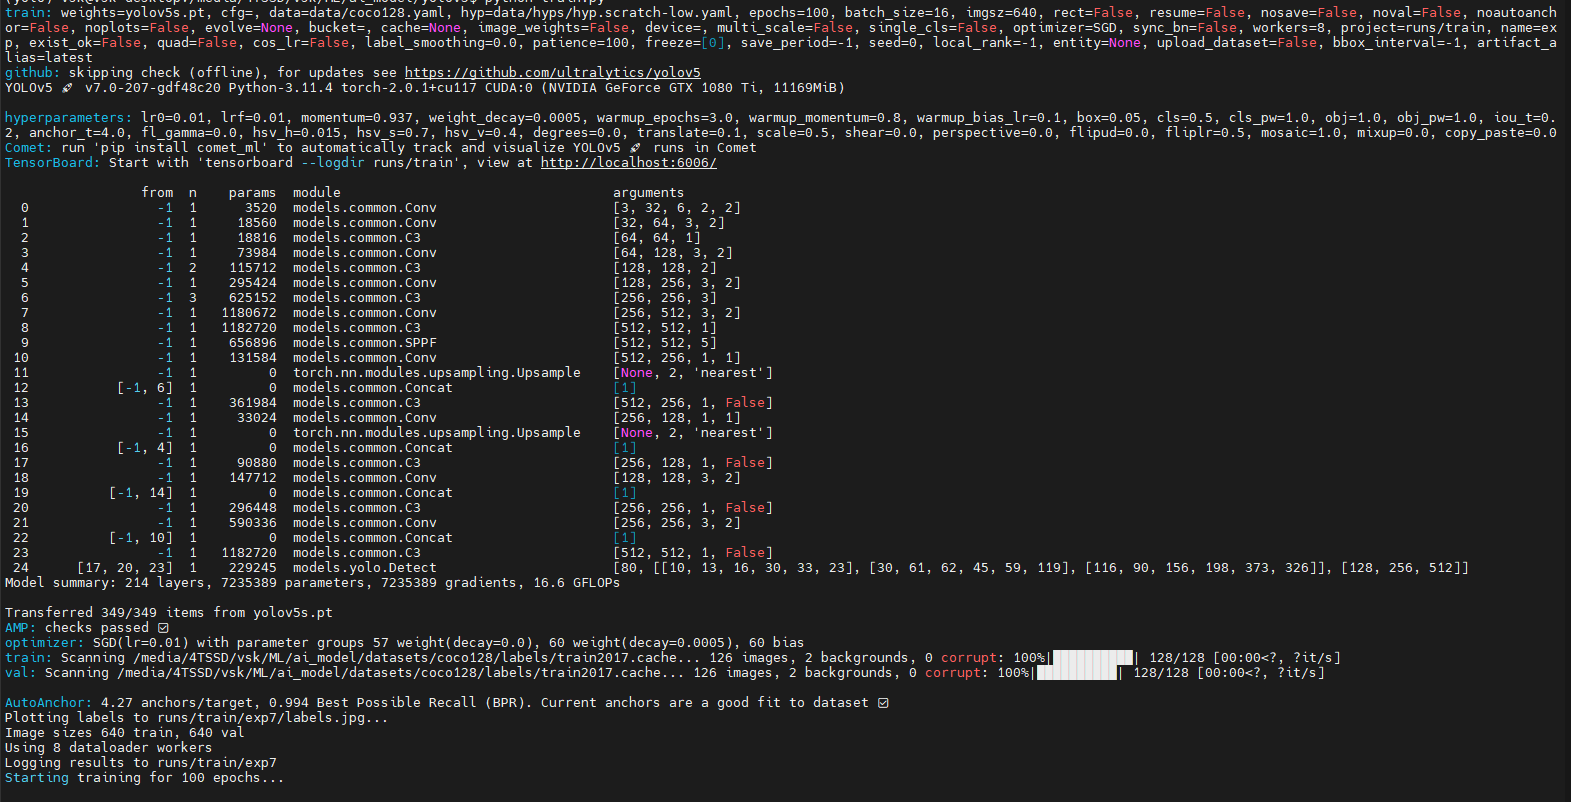 train: weights=yolov5s.pt, cfg=, data=data/coco128.yaml, hyp=data/hyps/hyp.scratch-low.yaml, epochs=100, batch_size=16, imgsz=640, rect=False, resume=False, nosave=False, noval=False, noautoanch
or=False, noplots=False, evolve=None, bucket=, cache=None, image_weights=False, device=, multi_scale=False, single_cls=False, optimizer=SGD, sync_bn=False, workers=8, project=runs/train, name=ex
p, exist_ok=False, quad=False, cos_lr=False, label_smoothing=0.0, patience=100, freeze=[0], save_period=-1, seed=0, local_rank=-1, entity=None, upload_dataset=False, bbox_interval=-1, artifact_a
lias=latest
github: skipping check (offline), for updates see https://github.com/ultralytics/yolov5
YOLOv5 🚀 v7.0-207-gdf48c20 Python-3.11.4 torch-2.0.1+cu117 CUDA:0 (NVIDIA GeForce GTX 1080 Ti, 11169MiB)
hyperparameters: lr0=0.01, lrf=0.01, momentum=0.937, weight_decay=0.0005, warmup_epochs=3.0, warmup_momentum=0.8, warmup_bias_lr=0.1, box=0.05, cls=0.5, cls_pw=1.0, obj=1.0, obj_pw=1.0, iou_t=0.
2, anchor_t=4.0, fl_gamma=0.0, hsv_h=0.015, hsv_s=0.7, hsv_v=0.4, degrees=0.0, translate=0.1, scale=0.5, shear=0.0, perspective=0.0, flipud=0.0, fliplr=0.5, mosaic=1.0, mixup=0.0, copy_paste=0.0
Comet: run 'pip install comet_ml' to automatically track and visualize YOLOv5 🚀 runs in Comet
TensorBoard: Start with 'tensorboard --logdir runs/train', view at http://localhost:6006/
from n params module arguments
0 -1 1 3520 models.common.Conv [3, 32, 6, 2, 2]
1 -1 1 18560 models.common.Conv [32, 64, 3, 2]
2 -1 1 18816 models.common.C3 [64, 64, 1]
3 -1 1 73984 models.common.Conv [64, 128, 3, 2]
4 -1 2 115712 models.common.C3 [128, 128, 2]
5 -1 1 295424 models.common.Conv [128, 256, 3, 2]
6 -1 3 625152 models.common.C3 [256, 256, 3]
7 -1 1 1180672 models.common.Conv [256, 512, 3, 2]
8 -1 1 1182720 models.common.C3 [512, 512, 1]
9 -1 1 656896 models.common.SPPF [512, 512, 5]
10 -1 1 131584 models.common.Conv [512, 256, 1, 1]
11 -1 1 0 torch.nn.modules.upsampling.Upsample [None, 2, 'nearest']
12 [-1, 6] 1 0 models.common.Concat [1]
13 -1 1 361984 models.common.C3 [512, 256, 1, False]
14 -1 1 33024 models.common.Conv [256, 128, 1, 1]
15 -1 1 0 torch.nn.modules.upsampling.Upsample [None, 2, 'nearest']
16 [-1, 4] 1 0 models.common.Concat [1]
17 -1 1 90880 models.common.C3 [256, 128, 1, False]
18 -1 1 147712 models.common.Conv [128, 128, 3, 2]
19 [-1, 14] 1 0 models.common.Concat [1]
20 -1 1 296448 models.common.C3 [256, 256, 1, False]
21 -1 1 590336 models.common.Conv [256, 256, 3, 2]
22 [-1, 10] 1 0 models.common.Concat [1]
23 -1 1 1182720 models.common.C3 [512, 512, 1, False]
24 [17, 20, 23] 1 229245 models.yolo.Detect [80, [[10, 13, 16, 30, 33, 23], [30, 61, 62, 45, 59, 119], [116, 90, 156, 198, 373, 326]], [128, 256, 512]]
Model summary: 214 layers, 7235389 parameters, 7235389 gradients, 16.6 GFLOPs
Transferred 349/349 items from yolov5s.pt
AMP: checks passed ☑
optimizer: SGD(lr=0.01) with parameter groups 57 weight(decay=0.0), 60 weight(decay=0.0005), 60 bias
train: Scanning /media/4TSSD/vsk/ML/ai_model/datasets/coco128/labels/train2017.cache... 126 images, 2 backgrounds, 0 corrupt: 100%|██████████| 128/128 [00:00<?, ?it/s]
val: Scanning /media/4TSSD/vsk/ML/ai_model/datasets/coco128/labels/train2017.cache... 126 images, 2 backgrounds, 0 corrupt: 100%|██████████| 128/128 [00:00<?, ?it/s]
AutoAnchor: 4.27 anchors/target, 0.994 Best Possible Recall (BPR). Current anchors are a good fit to dataset ☑
Plotting labels to runs/train/exp7/labels.jpg...
Image sizes 640 train, 640 val
Using 8 dataloader workers
Logging results to runs/train/exp7
Starting training for 100 epochs...